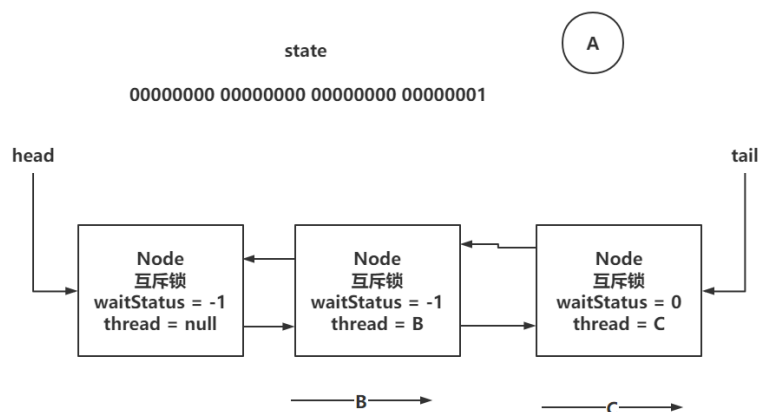 A
state
00000000 00000000 00000000 00000001
head
tail
Node
互斥锁
waitStatus = -1
thread = null
Node
互斥锁
waitStatus = -1
thread = B
Node
互斥锁
waitStatus = 0
thread = C
B
C